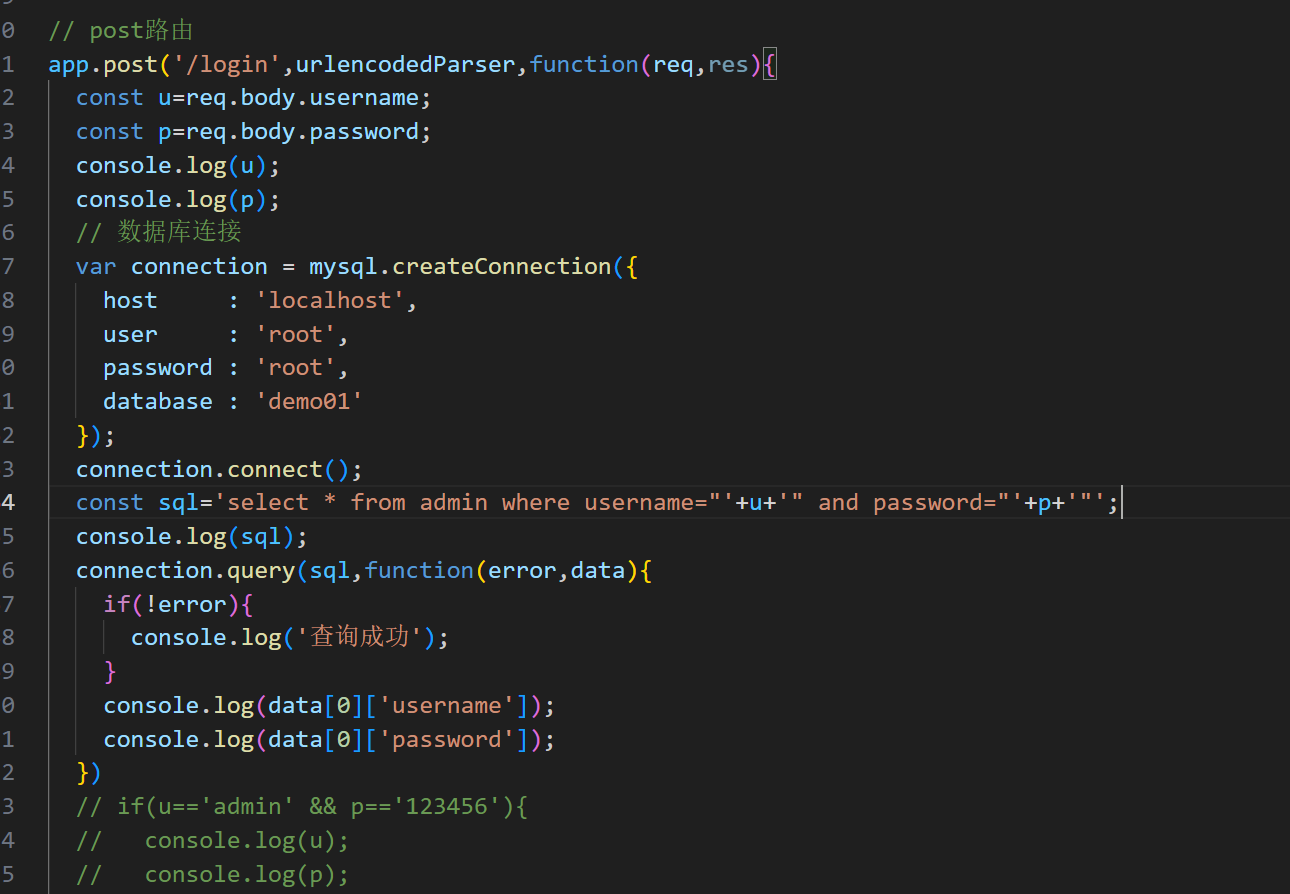 0 // post路由
1 app.post('/login',urlencodedParser,function(req,res){
2 const u=req.body.username;
3 const p=req.body.password;
4 console.log(u);
5 console.log(p);
6 // 数据库连接
7 var connection = mysql.createConnection({
8 host     : 'localhost',
9 user     : 'root',
0 password : 'root',
1 database : 'demo01'
2 });
3 connection.connect();
4 const sql='select * from admin where username="'+u+'" and password="'+p+'"';
5 console.log(sql);
6 connection.query(sql,function(error,data){
7 if(!error){
8 console.log('查询成功');
9 }
0 console.log(data[0]['username']);
1 console.log(data[0]['password']);
2 })
3 // if(u=='admin' && p=='123456'){
4 //   console.log(u);
5 //   console.log(p);